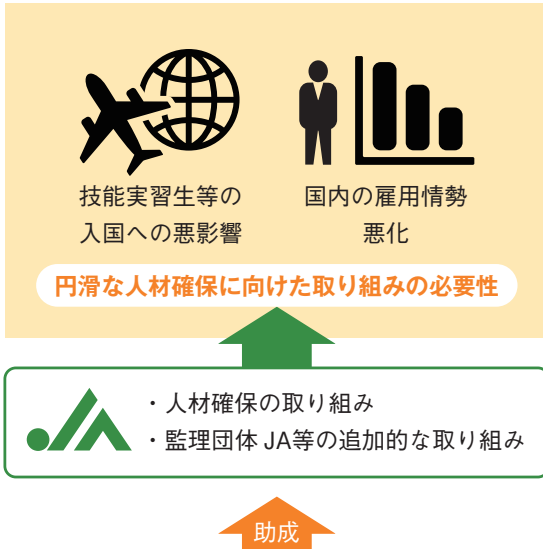 技能実習生等の
入国への悪影響
国内の雇用情勢
悪化
円滑な人材確保に向けた取り組みの必要性
JA
・人材確保の取り組み
・監理団体 JA等の追加的な取り組み
助成